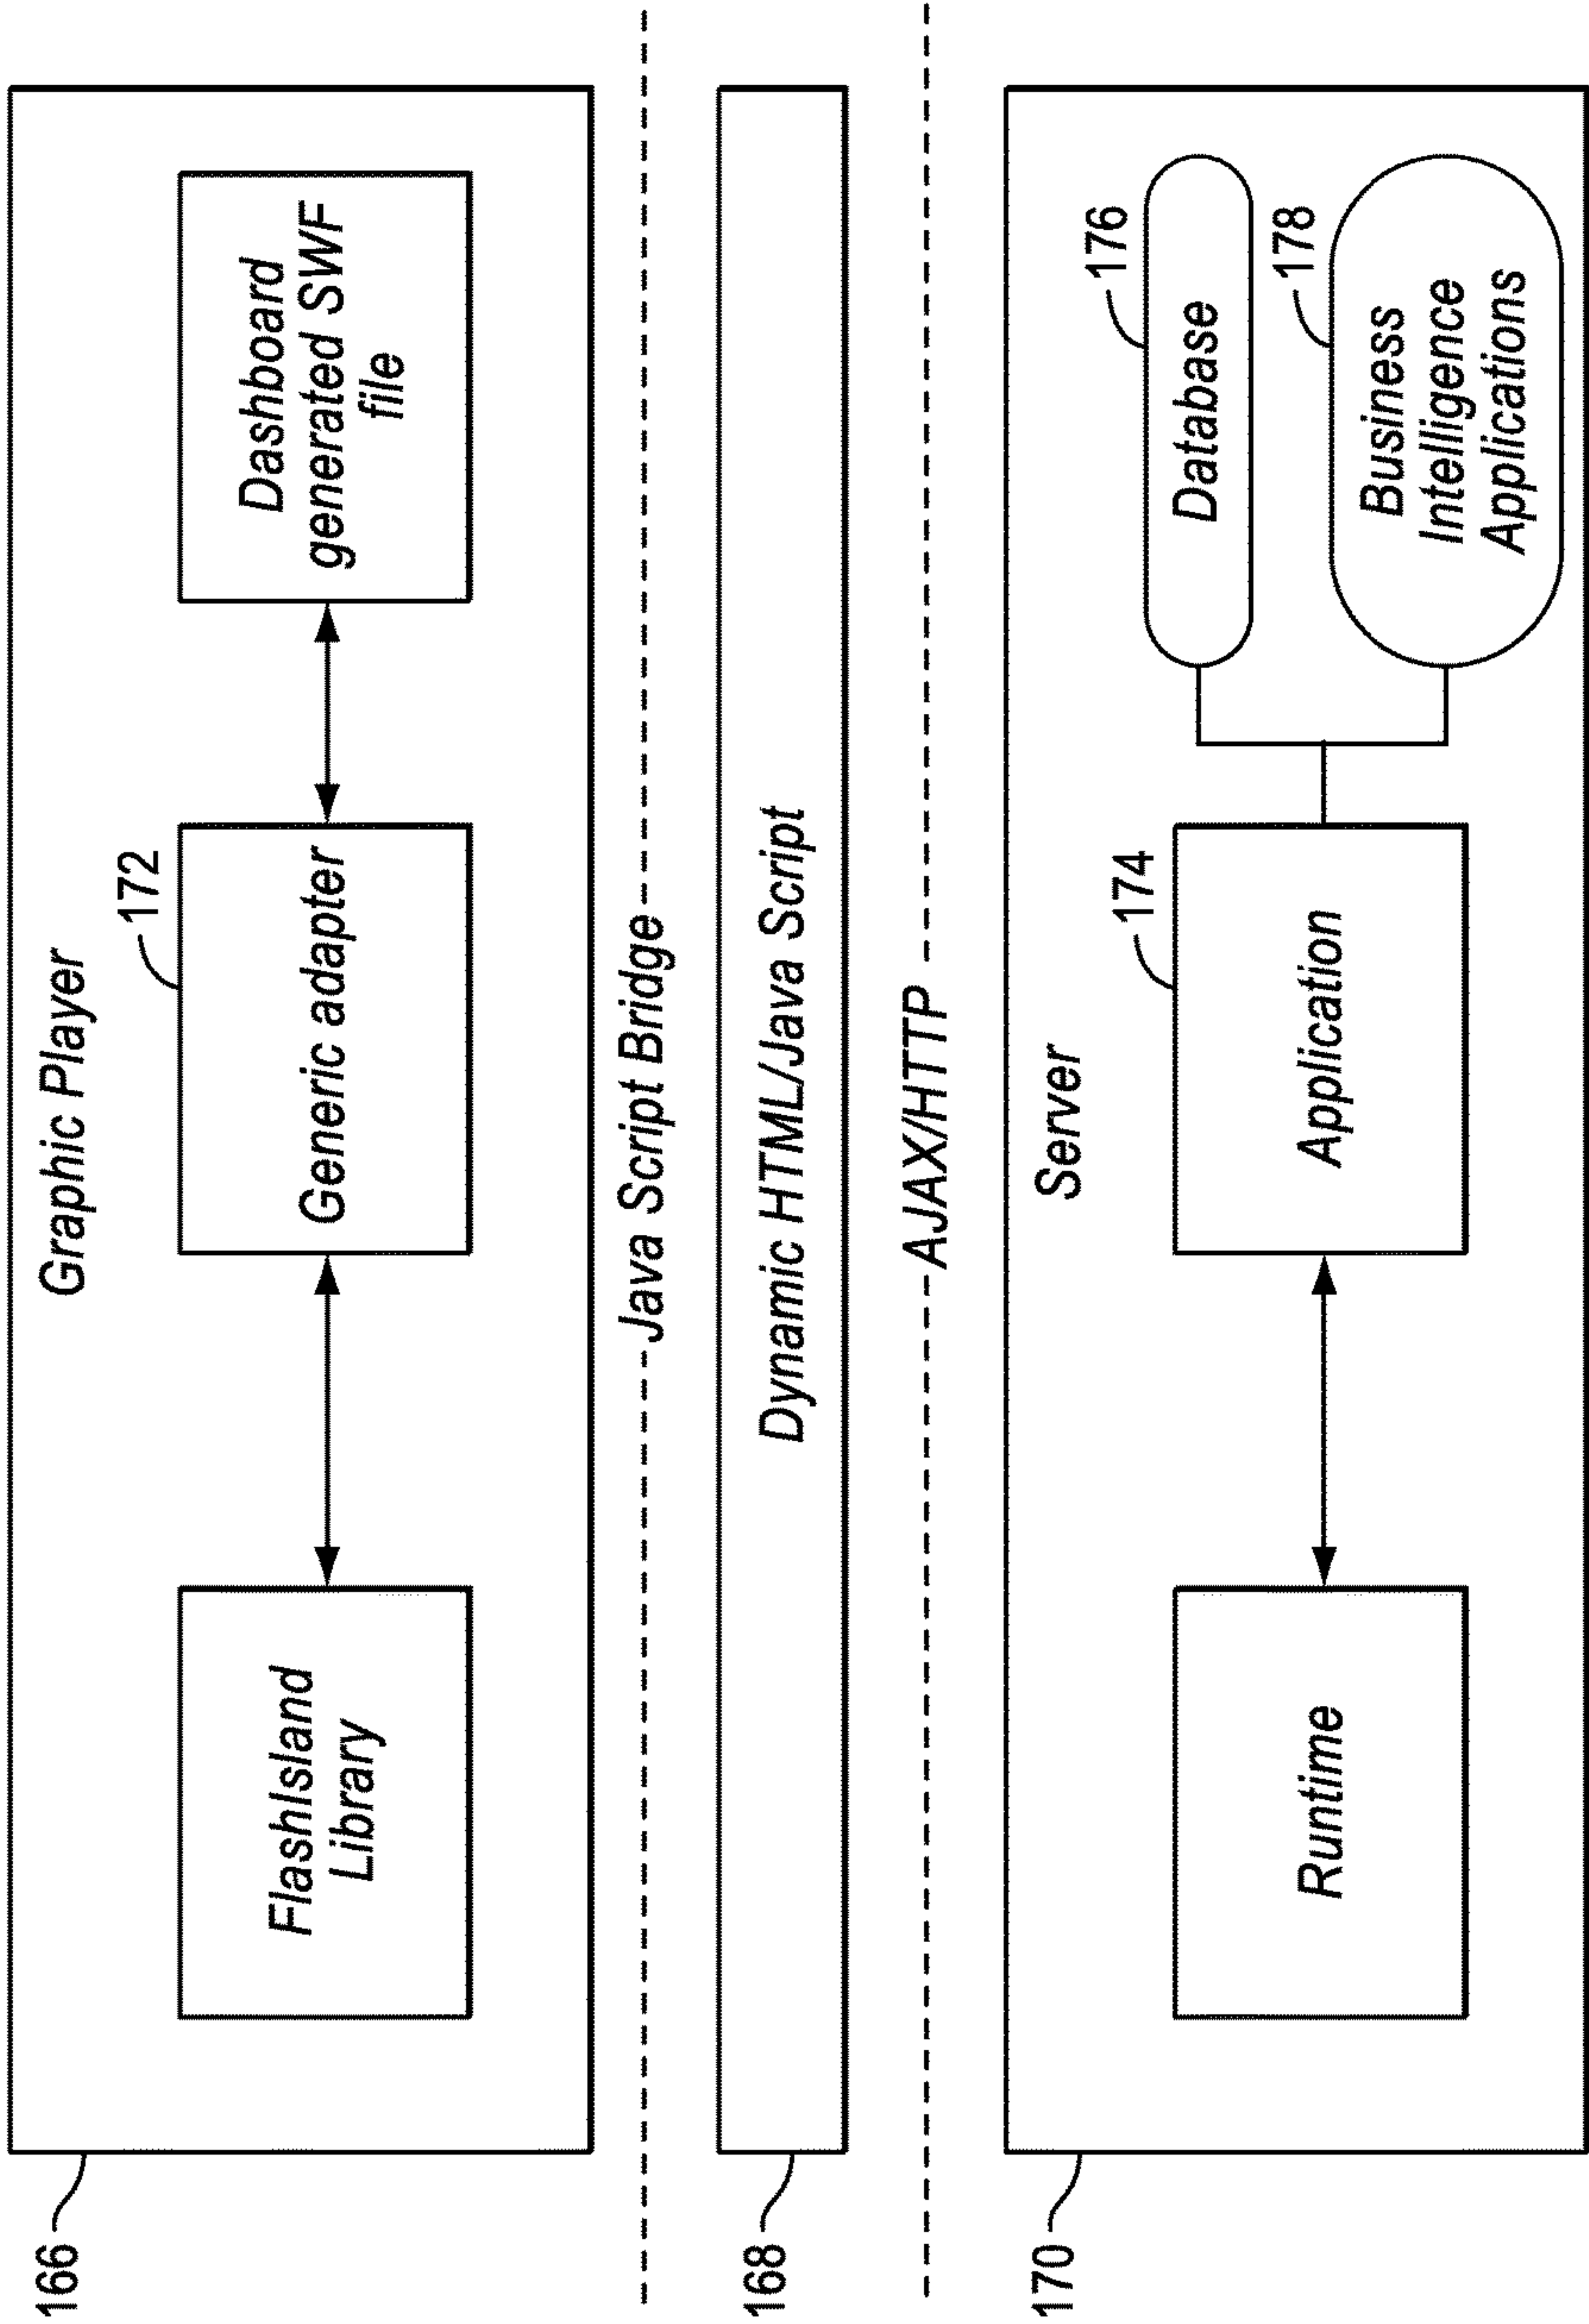 166
Graphic Player
172
FlashIsland
Library
Generic adapter
Dashboard
generated SWF
file
Java Script Bridge
168
Dynamic HTML/Java Script
AJAX/HTTP
170
Server
174
Runtime
Application
176
Database
178
Business
Intelligence
Applications